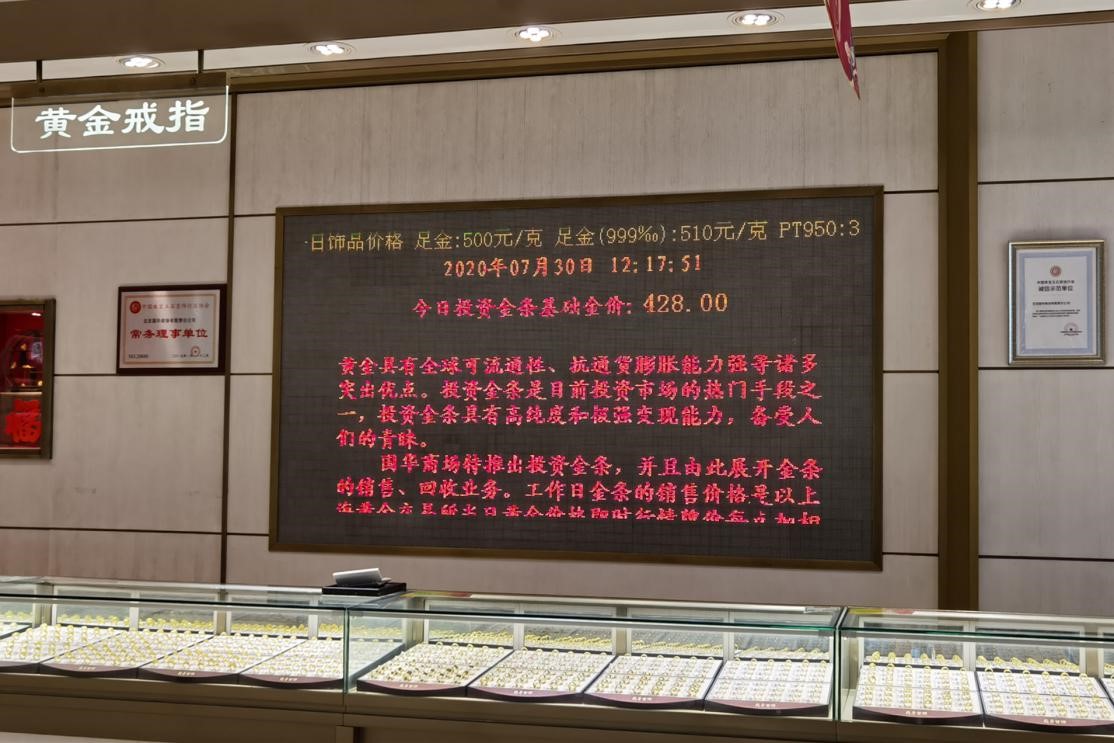 黄金戒指
日饰品价格 足金:500元/克 足金(999‰):510元/克 PT950:3
2020年07月30日 12:17:51
今日投资金条基础金价: 428.00
黄金具有全球可流通性、抗通货膨胀能力强等诸多
突出优点。投资金条是目前投资市场的热门手段之
一，投资金条具有高纯度和极强变现能力，备受人
们的青睐。
国华商场特推出投资金条，并且由此展开金条
的销售、回收业务。工作日金条的销售价格是以上
常务理事单位
诚信示范单位
福